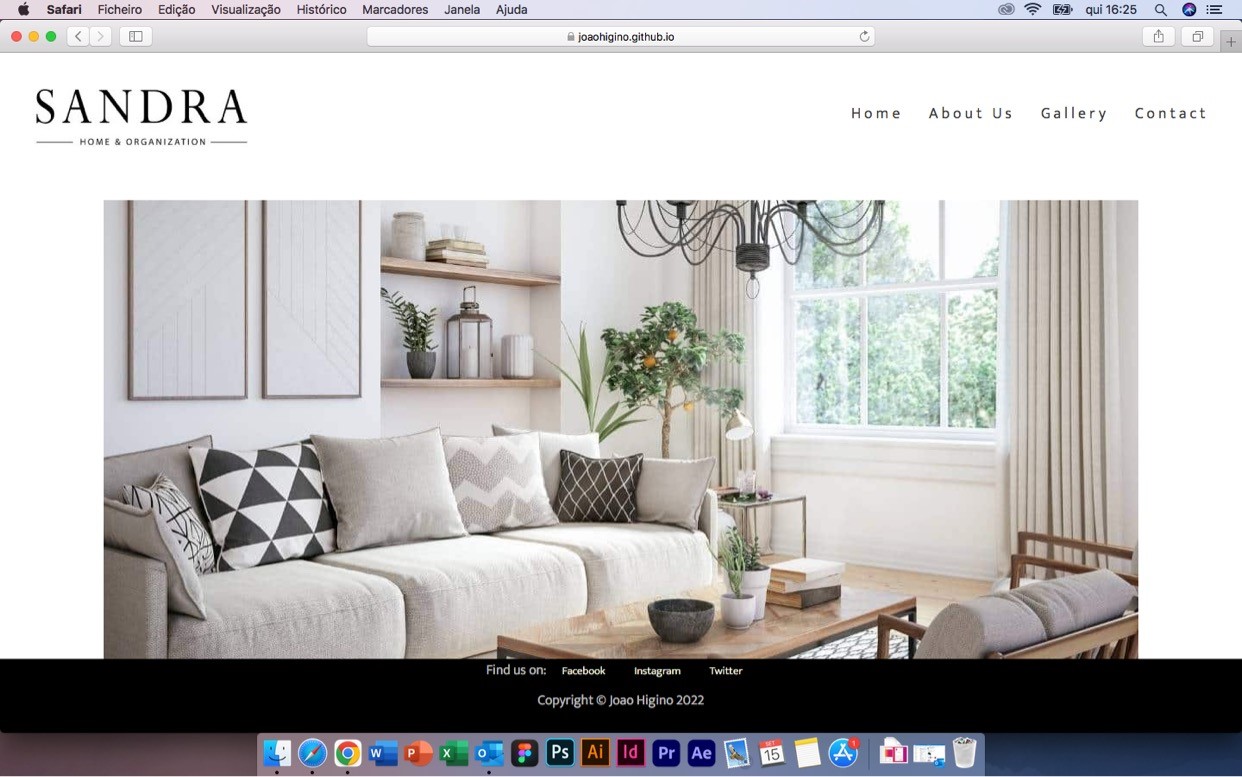 Safari Ficheiro Edição Visualização Histórico Marcadores Janela Ajuda qui 16:25
joaohigino.github.io
SANDRA
HOME & ORGANIZATION
Home About Us Gallery Contact
Find us on: Facebook Instagram Twitter
Copyright © Joao Higino 2022
W P X O Ps Ai Id Pr Ae SET 15 1